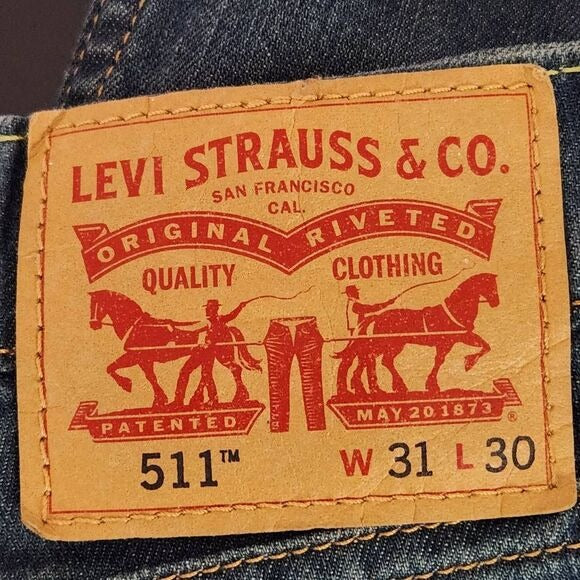 LEVI STRAUSS & CO.
SAN FRANCISCO
CAL.
ORIGINAL RIVETED
QUALITY CLOTHING
PATENTED MAY 20 1873 ®
511™ W 31 L 30